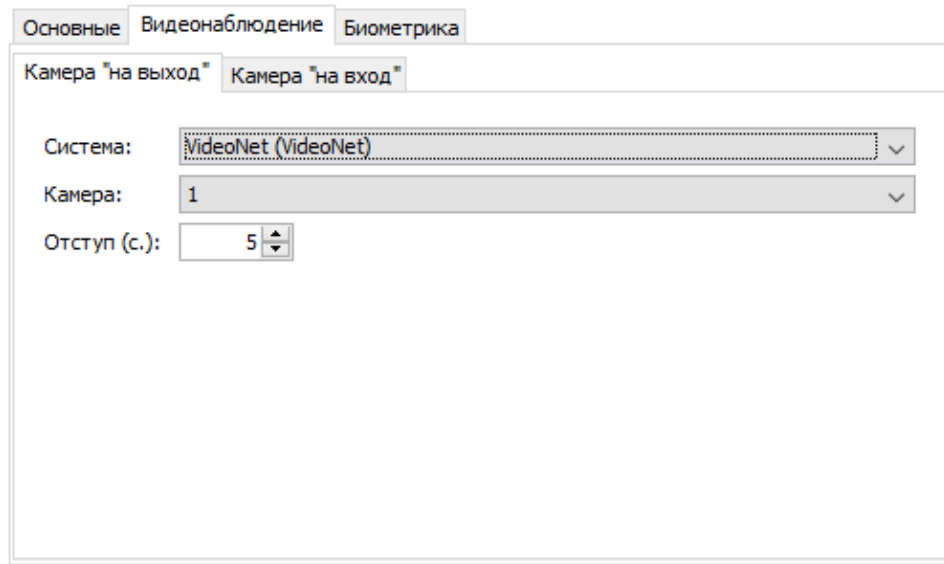 Основные Видеонаблюдение Биометрика
Камера "на выход" Камера "на вход"
Система: VideoNet (VideoNet)
Камера: 1
Отступ (с.): 5